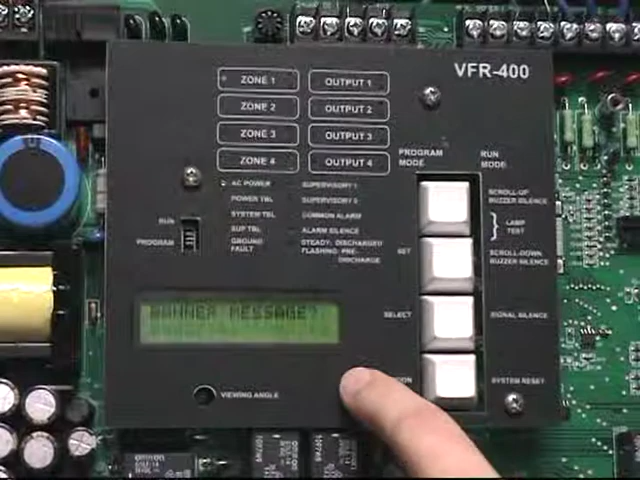 VFR-400
ZONE 1
OUTPUT 1
ZONE 2
OUTPUT 2
ZONE 3
OUTPUT 3
ZONE 4
OUTPUT 4
PROGRAM MODE
RUN MODE
AC POWER
SUPERVISORY 1
POWER TBL
SUPERVISORY 2
SYSTEM TBL
COMMON ALARM
SUP TBL
ALARM SILENCE
GROUND FAULT
STEADY: DISCHARGED
FLASHING: PRE-
DISCHARGE
RUN
PROGRAM
SCROLL-UP
BUZZER SILENCE
LAMP TEST
SET
SCROLL-DOWN
BUZZER SILENCE
BANNER MESSAGE?
SELECT
SIGNAL SILENCE
SYSTEM RESET
VIEWING ANGLE